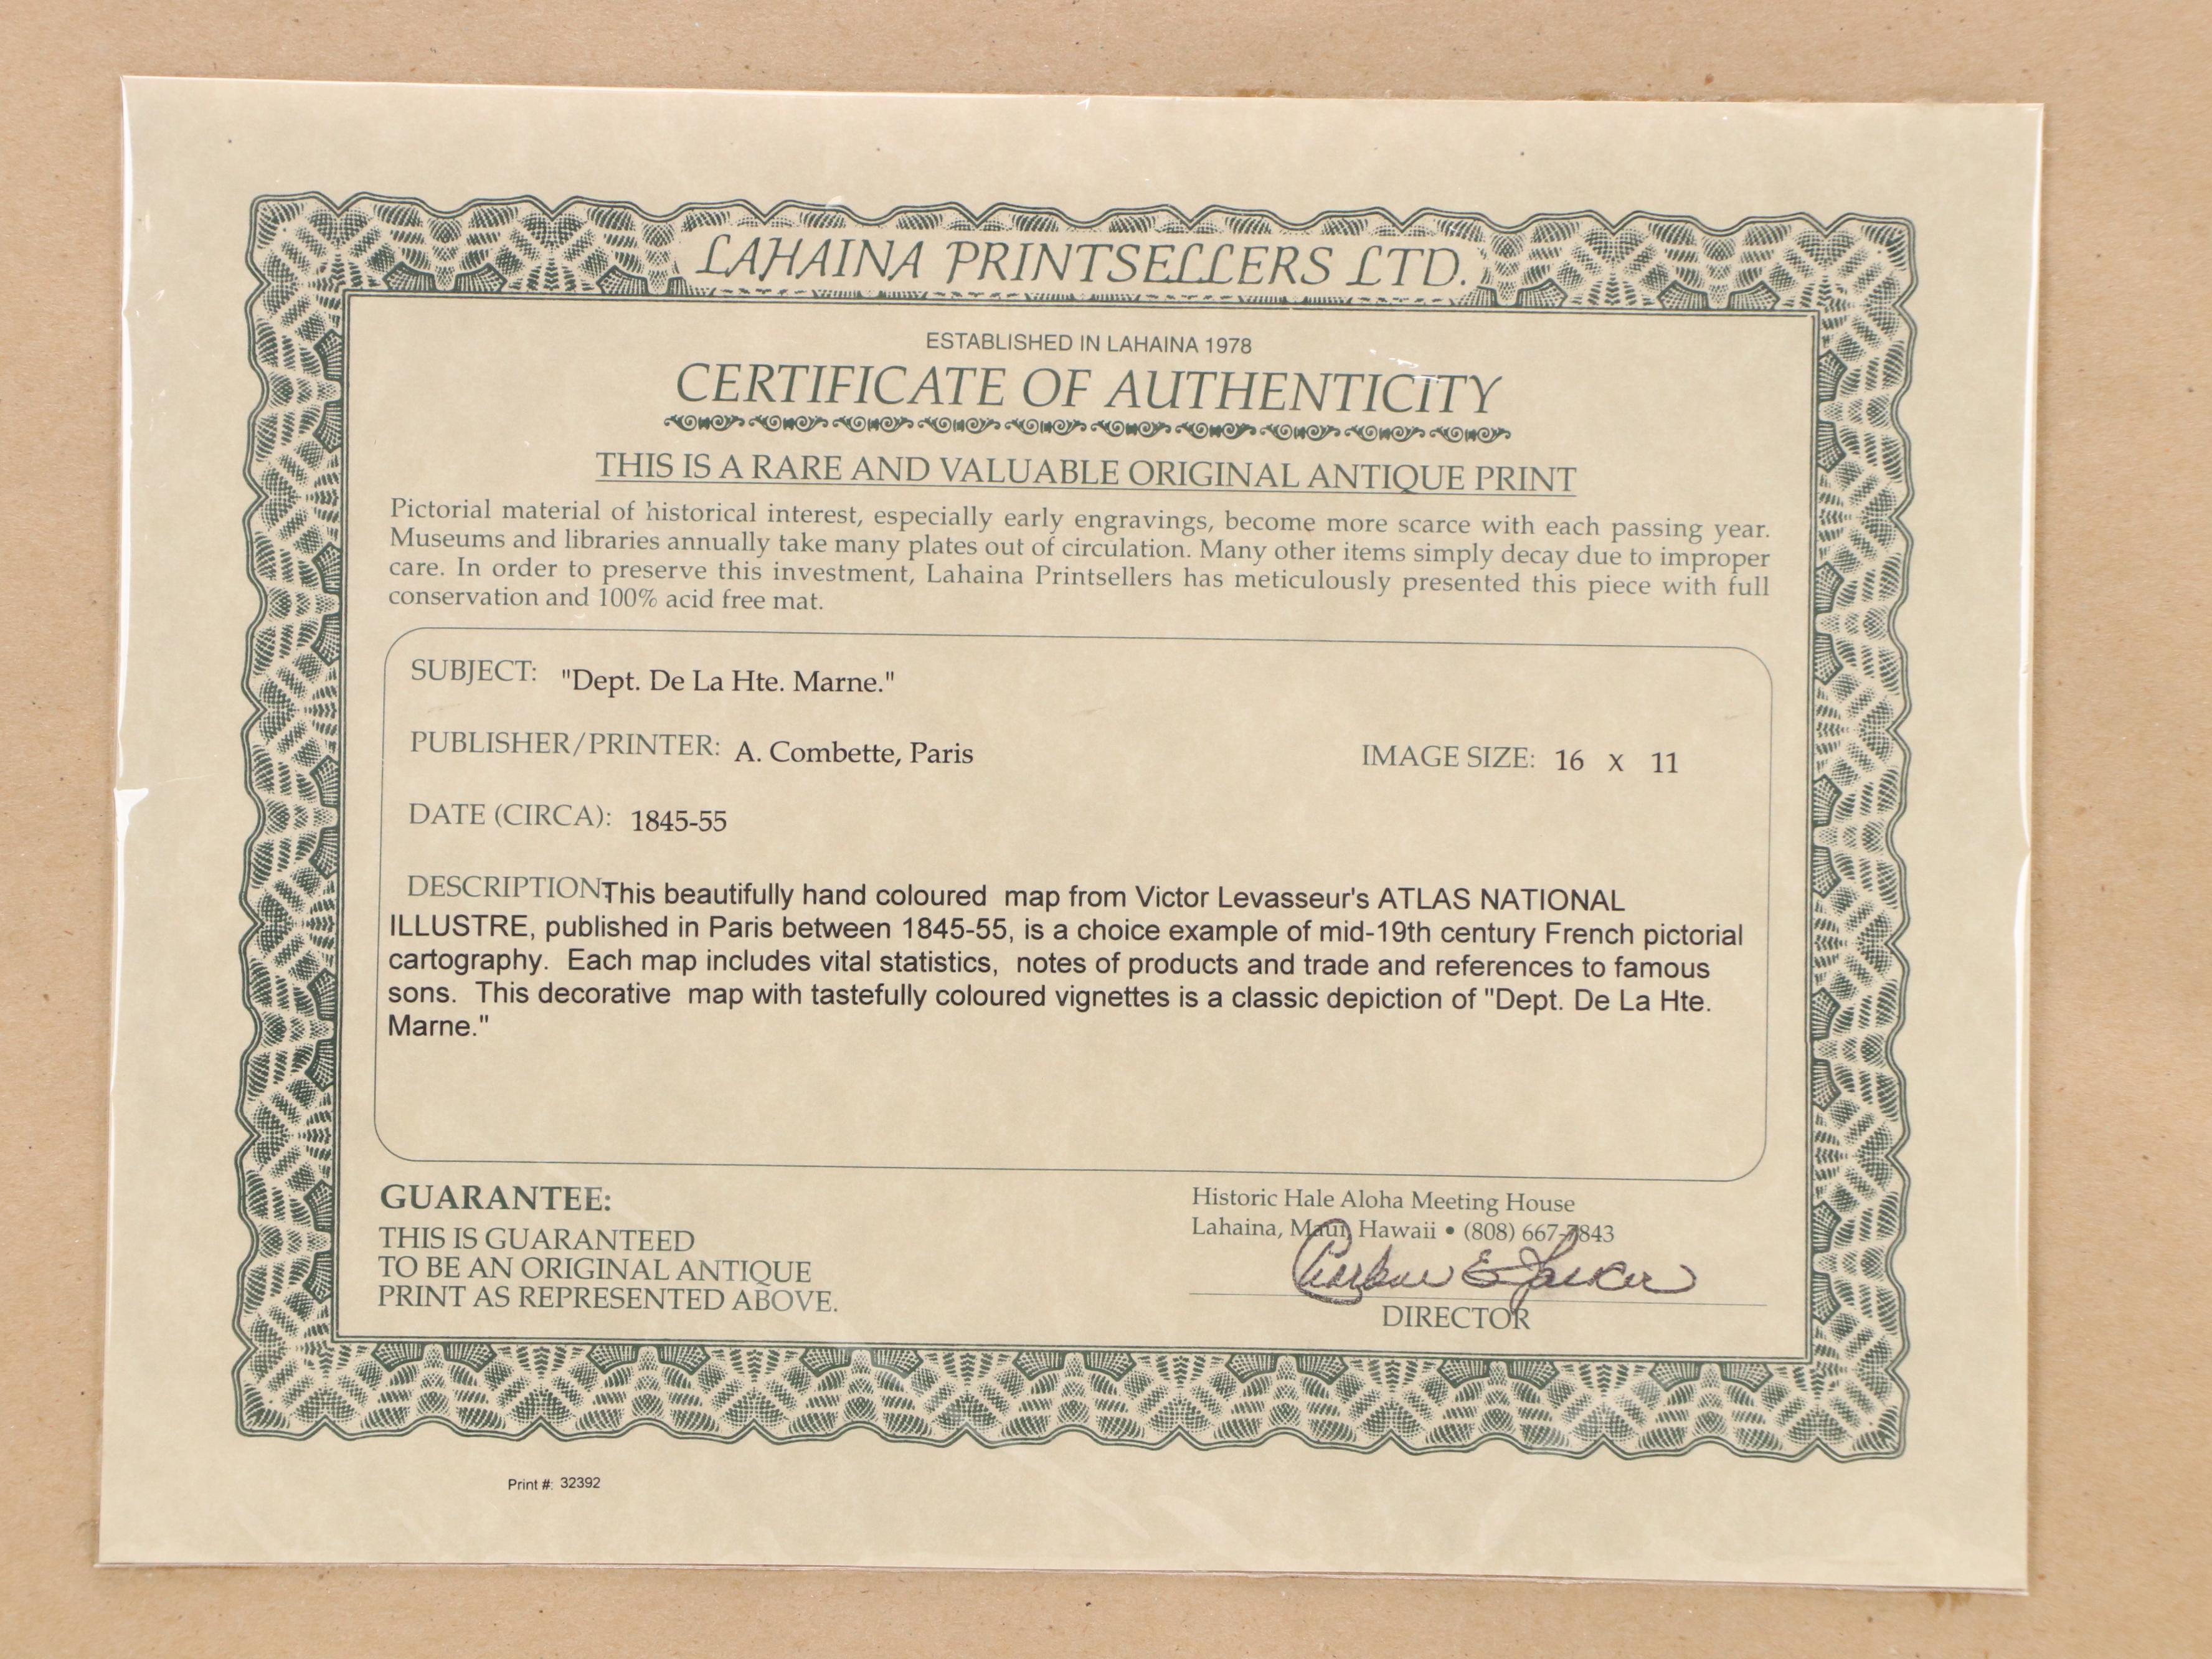 LAHAINA PRINTSELLERS LTD.
ESTABLISHED IN LAHAINA 1978
CERTIFICATE OF AUTHENTICITY
THIS IS A RARE AND VALUABLE ORIGINAL ANTIQUE PRINT
Pictorial material of historical interest, especially early engravings, become more scarce with each passing year.
Museums and libraries annually take many plates out of circulation. Many other items simply decay due to improper
care. In order to preserve this investment, Lahaina Printsellers has meticulously presented this piece with full
conservation and 100% acid free mat.
SUBJECT: "Dept. De La Hte. Marne."
PUBLISHER/PRINTER: A. Combette, Paris
IMAGE SIZE: 16 x 11
DATE (CIRCA): 1845-55
DESCRIPTION: This beautifully hand coloured map from Victor Levasseur's ATLAS NATIONAL
ILLUSTRE, published in Paris between 1845-55, is a choice example of mid-19th century French pictorial
cartography. Each map includes vital statistics, notes of products and trade and references to famous
sons. This decorative map with tastefully coloured vignettes is a classic depiction of "Dept. De La Hte.
Marne."
GUARANTEE:
THIS IS GUARANTEED
TO BE AN ORIGINAL ANTIQUE
PRINT AS REPRESENTED ABOVE.
Historic Hale Aloha Meeting House
Lahaina, Maui, Hawaii • (808) 667-7843
DIRECTOR
Print #: 32392